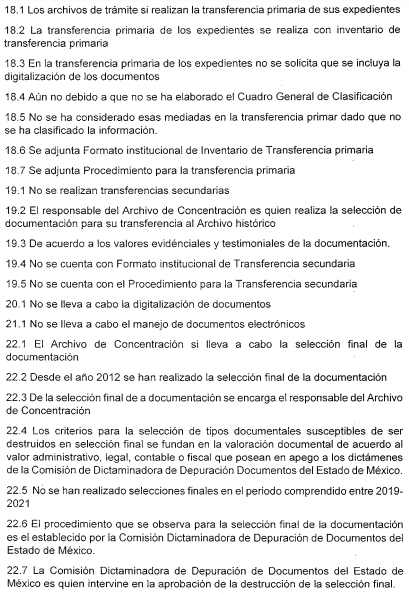 18.1 Los archivos de trámite si realizan la transferencia primaria de sus expedientes
18.2 La transferencia primaria de los expedientes se realiza con inventario de
transferencia primaria
18.3 En la transferencia primaria de los expedientes no se solicita que se incluya la
digitalización de los documentos
18.4 Aún no debido a que no se ha elaborado el Cuadro General de Clasificación
18.5 No se ha considerado esas mediadas en la transferencia primar dado que no
se ha clasificado la información.
18.6 Se adjunta Formato institucional de Inventario de Transferencia primaria
18.7 Se adjunta Procedimiento para la transferencia primaria
19.1 No se realizan transferencias secundarias
19.2 El responsable del Archivo de Concentración es quien realiza la selección de
documentación para su transferencia al Archivo histórico
19.3 De acuerdo a los valores evidénciales y testimoniales de la documentación.
19.4 No se cuenta con Formato institucional de Transferencia secundaria
19.5 No se cuenta con el Procedimiento para la Transferencia secundaria
20.1 No se lleva a cabo la digitalización de documentos
21.1 No se lleva a cabo el manejo de documentos electrónicos
22.1 El Archivo de Concentración si lleva a cabo la selección final de la
documentación
22.2 Desde el año 2012 se han realizado la selección final de la documentación
22.3 De la selección final de a documentación se encarga el responsable del Archivo
de Concentración
22.4 Los criterios para la selección de tipos documentales susceptibles de ser
destruidos en selección final se fundan en la valoración documental de acuerdo al
valor administrativo, legal, contable o fiscal que posean en apego a los dictámenes
de la Comisión de Dictaminadora de Depuración Documentos del Estado de México.
22.5 No se han realizado selecciones finales en el periodo comprendido entre 2019-
2021
22.6 El procedimiento que se observa para la selección final de la documentación
es el establecido por la Comisión Dictaminadora de Depuración de Documentos del
Estado de México.
22.7 La Comisión Dictaminadora de Depuración de Documentos del Estado de
México es quien interviene en la aprobación de la destrucción de la selección final.